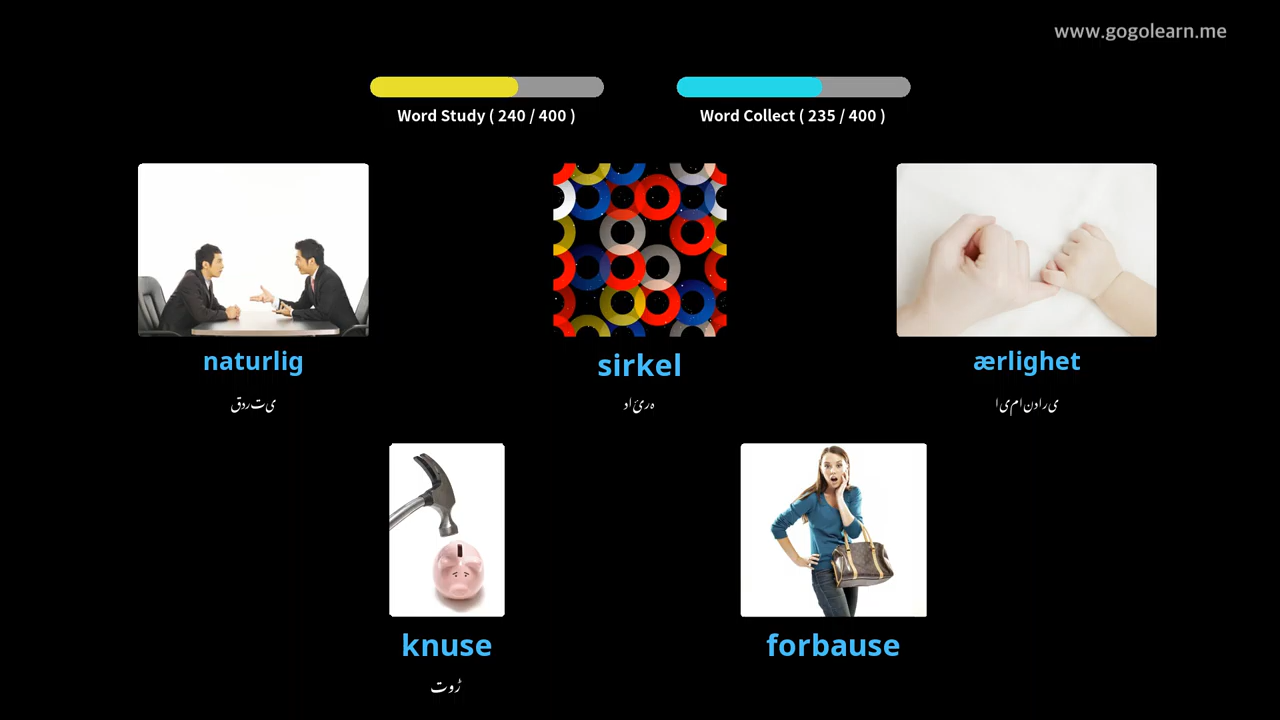 www.gogolearn.me
Word Study ( 240 / 400 )
Word Collect ( 235 / 400 )
naturlig
sirkel
ærlighet
قدرتی
دائرہ
ایمانداری
knuse
forbause
توڑ